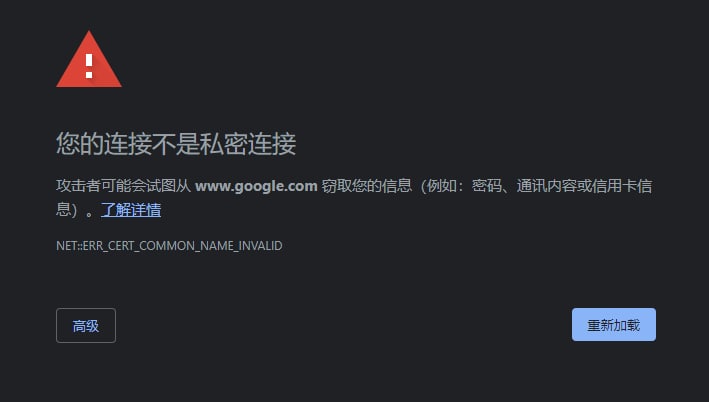 您的连接不是私密连接
攻击者可能会试图从 www.google.com 窃取您的信息（例如：密码、通讯内容或信用卡信
息）。了解详情
NET::ERR_CERT_COMMON_NAME_INVALID
高级
重新加载